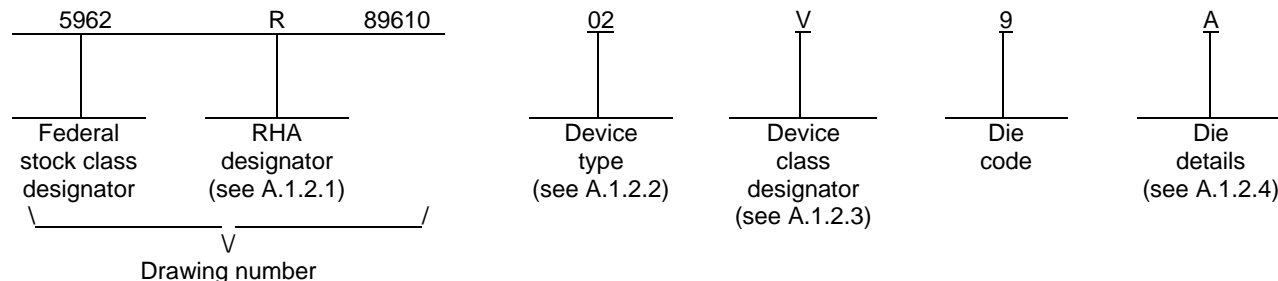 5962 R 89610 02 V 9 A
Federal stock class designator
RHA designator (see A.1.2.1)
Device type (see A.1.2.2)
Device class designator (see A.1.2.3)
Die code
Die details (see A.1.2.4)
Drawing number